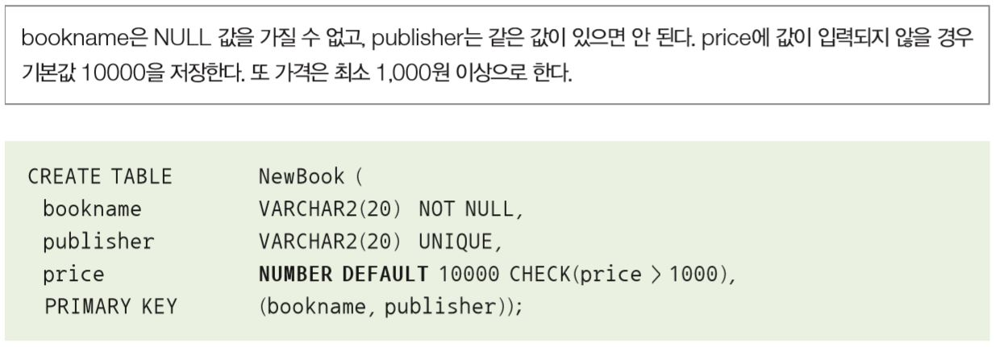 bookname은 NULL 값을 가질 수 없고, publisher는 같은 값이 있으면 안 된다. price에 값이 입력되지 않을 경우
기본값 10000을 저장한다. 또 가격은 최소 1,000원 이상으로 한다.
CREATE TABLE NewBook (
bookname VARCHAR2(20) NOT NULL,
publisher VARCHAR2(20) UNIQUE,
price NUMBER DEFAULT 10000 CHECK(price > 1000),
PRIMARY KEY (bookname, publisher));